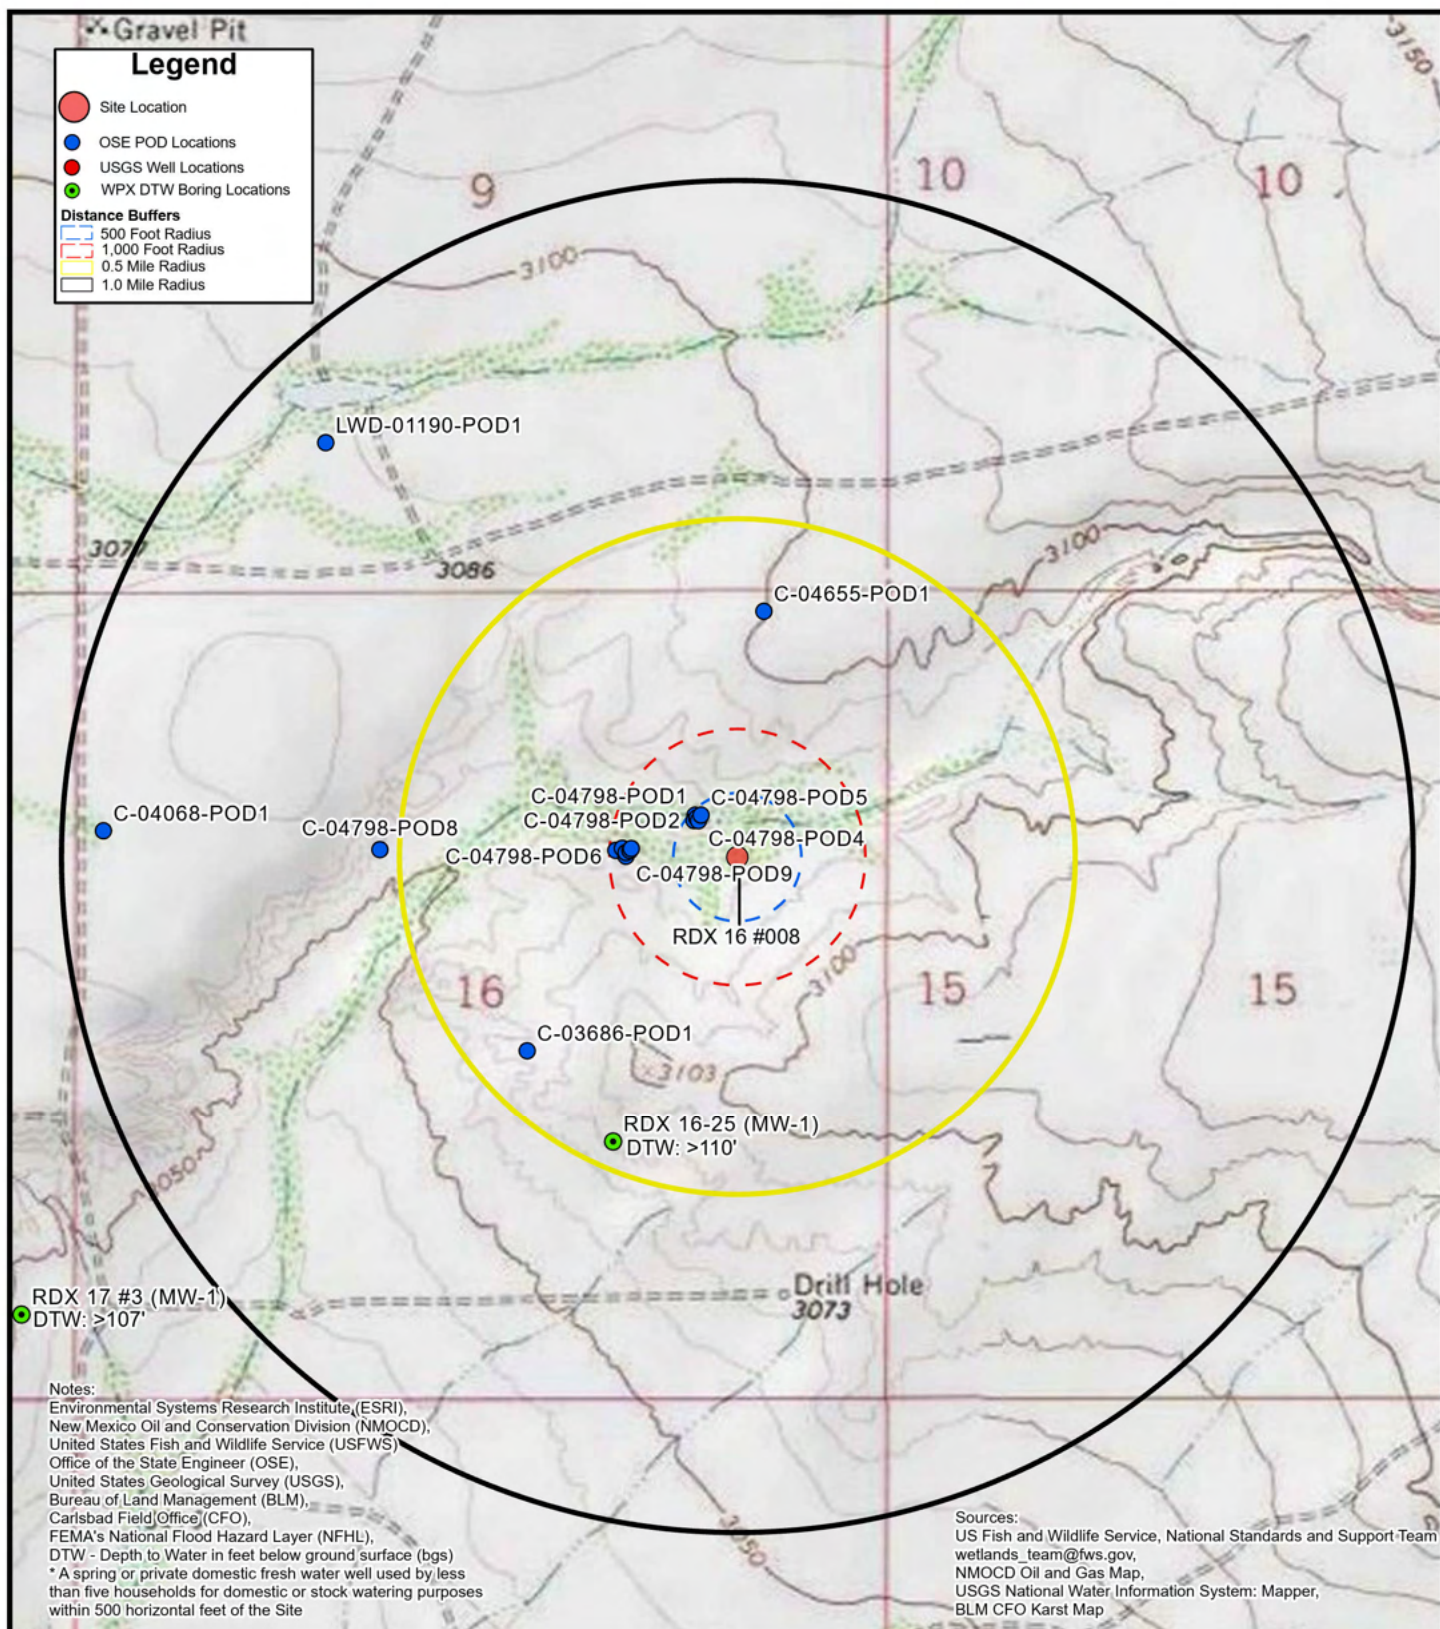 Gravel Pit
Legend
Site Location
OSE POD Locations
USGS Well Locations
WPX DTW Boring Locations
Distance Buffers
500 Foot Radius
1,000 Foot Radius
0.5 Mile Radius
1.0 Mile Radius
3150
9
10
10
3100
LWD-01190-POD1
3077
3086
3100
C-04655-POD1
C-04798-POD1
C-04798-POD5
C-04068-POD1
C-04798-POD8
C-04798-POD2
C-04798-POD4
C-04798-POD6
C-04798-POD9
RDX 16 #008
3100
16
15
15
C-03686-POD1
×3103
RDX 16-25 (MW-1)
DTW: >110'
3050
Drill Hole
3073
RDX 17 #3 (MW-1)
DTW: >107'
3050
Notes:
Environmental Systems Research Institute (ESRI),
New Mexico Oil and Conservation Division (NMOCD),
United States Fish and Wildlife Service (USFWS)
Office of the State Engineer (OSE),
United States Geological Survey (USGS),
Bureau of Land Management (BLM),
Carlsbad Field Office (CFO),
FEMA's National Flood Hazard Layer (NFHL),
DTW - Depth to Water in feet below ground surface (bgs)
* A spring or private domestic fresh water well used by less
than five households for domestic or stock watering purposes
within 500 horizontal feet of the Site
Sources:
US Fish and Wildlife Service, National Standards and Support Team
wetlands_team@fws.gov,
NMOCD Oil and Gas Map,
USGS National Water Information System: Mapper,
BLM CFO Karst Map